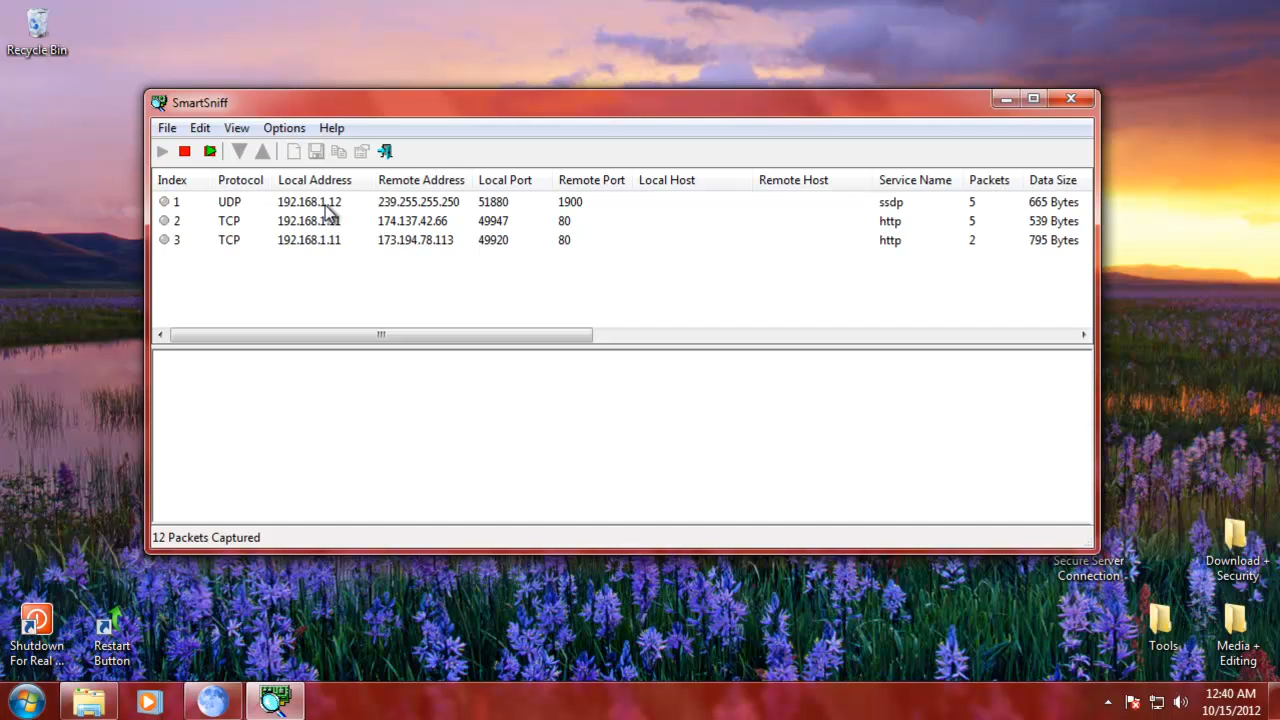 Recycle Bin
SmartSniff
File Edit View Options Help
Index Protocol Local Address Remote Address Local Port Remote Port Local Host Remote Host Service Name Packets Data Size
1 UDP 192.168.1.12 239.255.255.250 51880 1900 ssdp 5 665 Bytes
2 TCP 192.168.1.11 174.137.42.66 49947 80 http 5 539 Bytes
3 TCP 192.168.1.11 173.194.78.113 49920 80 http 2 795 Bytes
12 Packets Captured
Secure Server
Connection
Download +
Security
Shutdown
For Real ...
Restart
Button
Tools
Media +
Editing
12:40 AM
10/15/2012